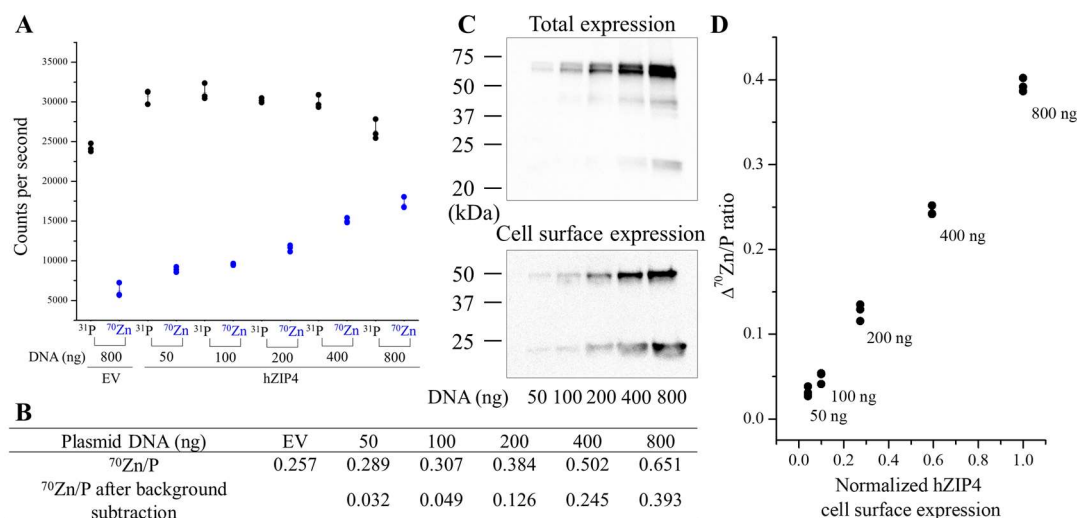 A
Counts per second
35000
30000
25000
20000
15000
10000
5000
³¹P ⁷⁰Zn ³¹P ⁷⁰Zn ³¹P ⁷⁰Zn ³¹P ⁷⁰Zn ³¹P ⁷⁰Zn ³¹P ⁷⁰Zn
DNA (ng) 800 50 100 200 400 800
EV hZIP4
B
Plasmid DNA (ng) EV 50 100 200 400 800
⁷⁰Zn/P 0.257 0.289 0.307 0.384 0.502 0.651
⁷⁰Zn/P after background
subtraction 0.032 0.049 0.126 0.245 0.393
C
Total expression
75
50
37
25
25
20
(kDa)
Cell surface expression
50
37
25
DNA (ng) 50 100 200 400 800
D
Δ⁷⁰Zn/P ratio
0.4
0.3
0.2
0.1
0.0
800 ng
400 ng
200 ng
100 ng
50 ng
0.0 0.2 0.4 0.6 0.8 1.0
Normalized hZIP4
cell surface expression